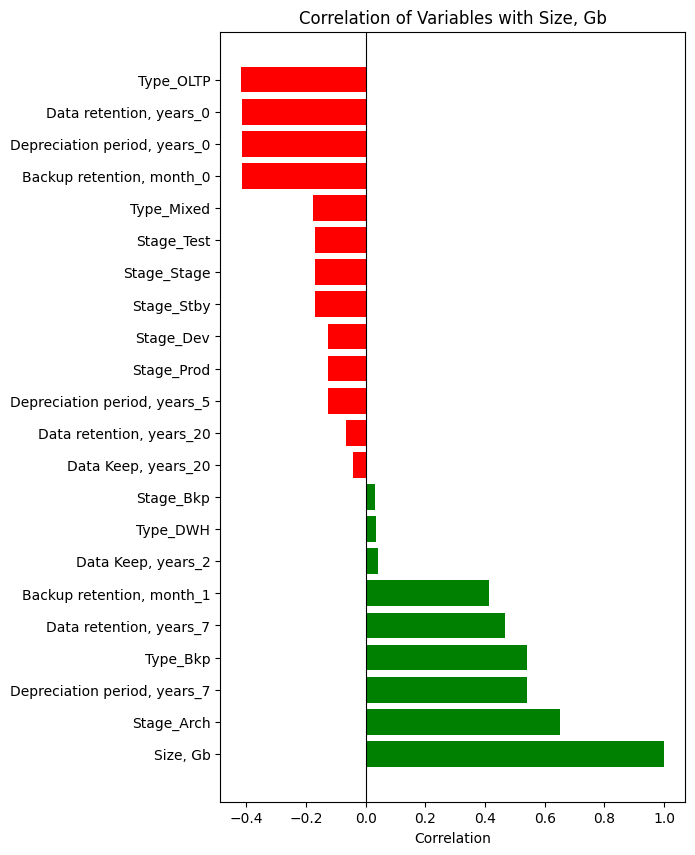 Correlation of Variables with Size, Gb
Type_OLTP
Data retention, years_0
Depreciation period, years_0
Backup retention, month_0
Type_Mixed
Stage_Test
Stage_Stage
Stage_Stby
Stage_Dev
Stage_Prod
Depreciation period, years_5
Data retention, years_20
Data Keep, years_20
Stage_Bkp
Type_DWH
Data Keep, years_2
Backup retention, month_1
Data retention, years_7
Type_Bkp
Depreciation period, years_7
Stage_Arch
Size, Gb
−0.4 −0.2 0.0 0.2 0.4 0.6 0.8 1.0
Correlation